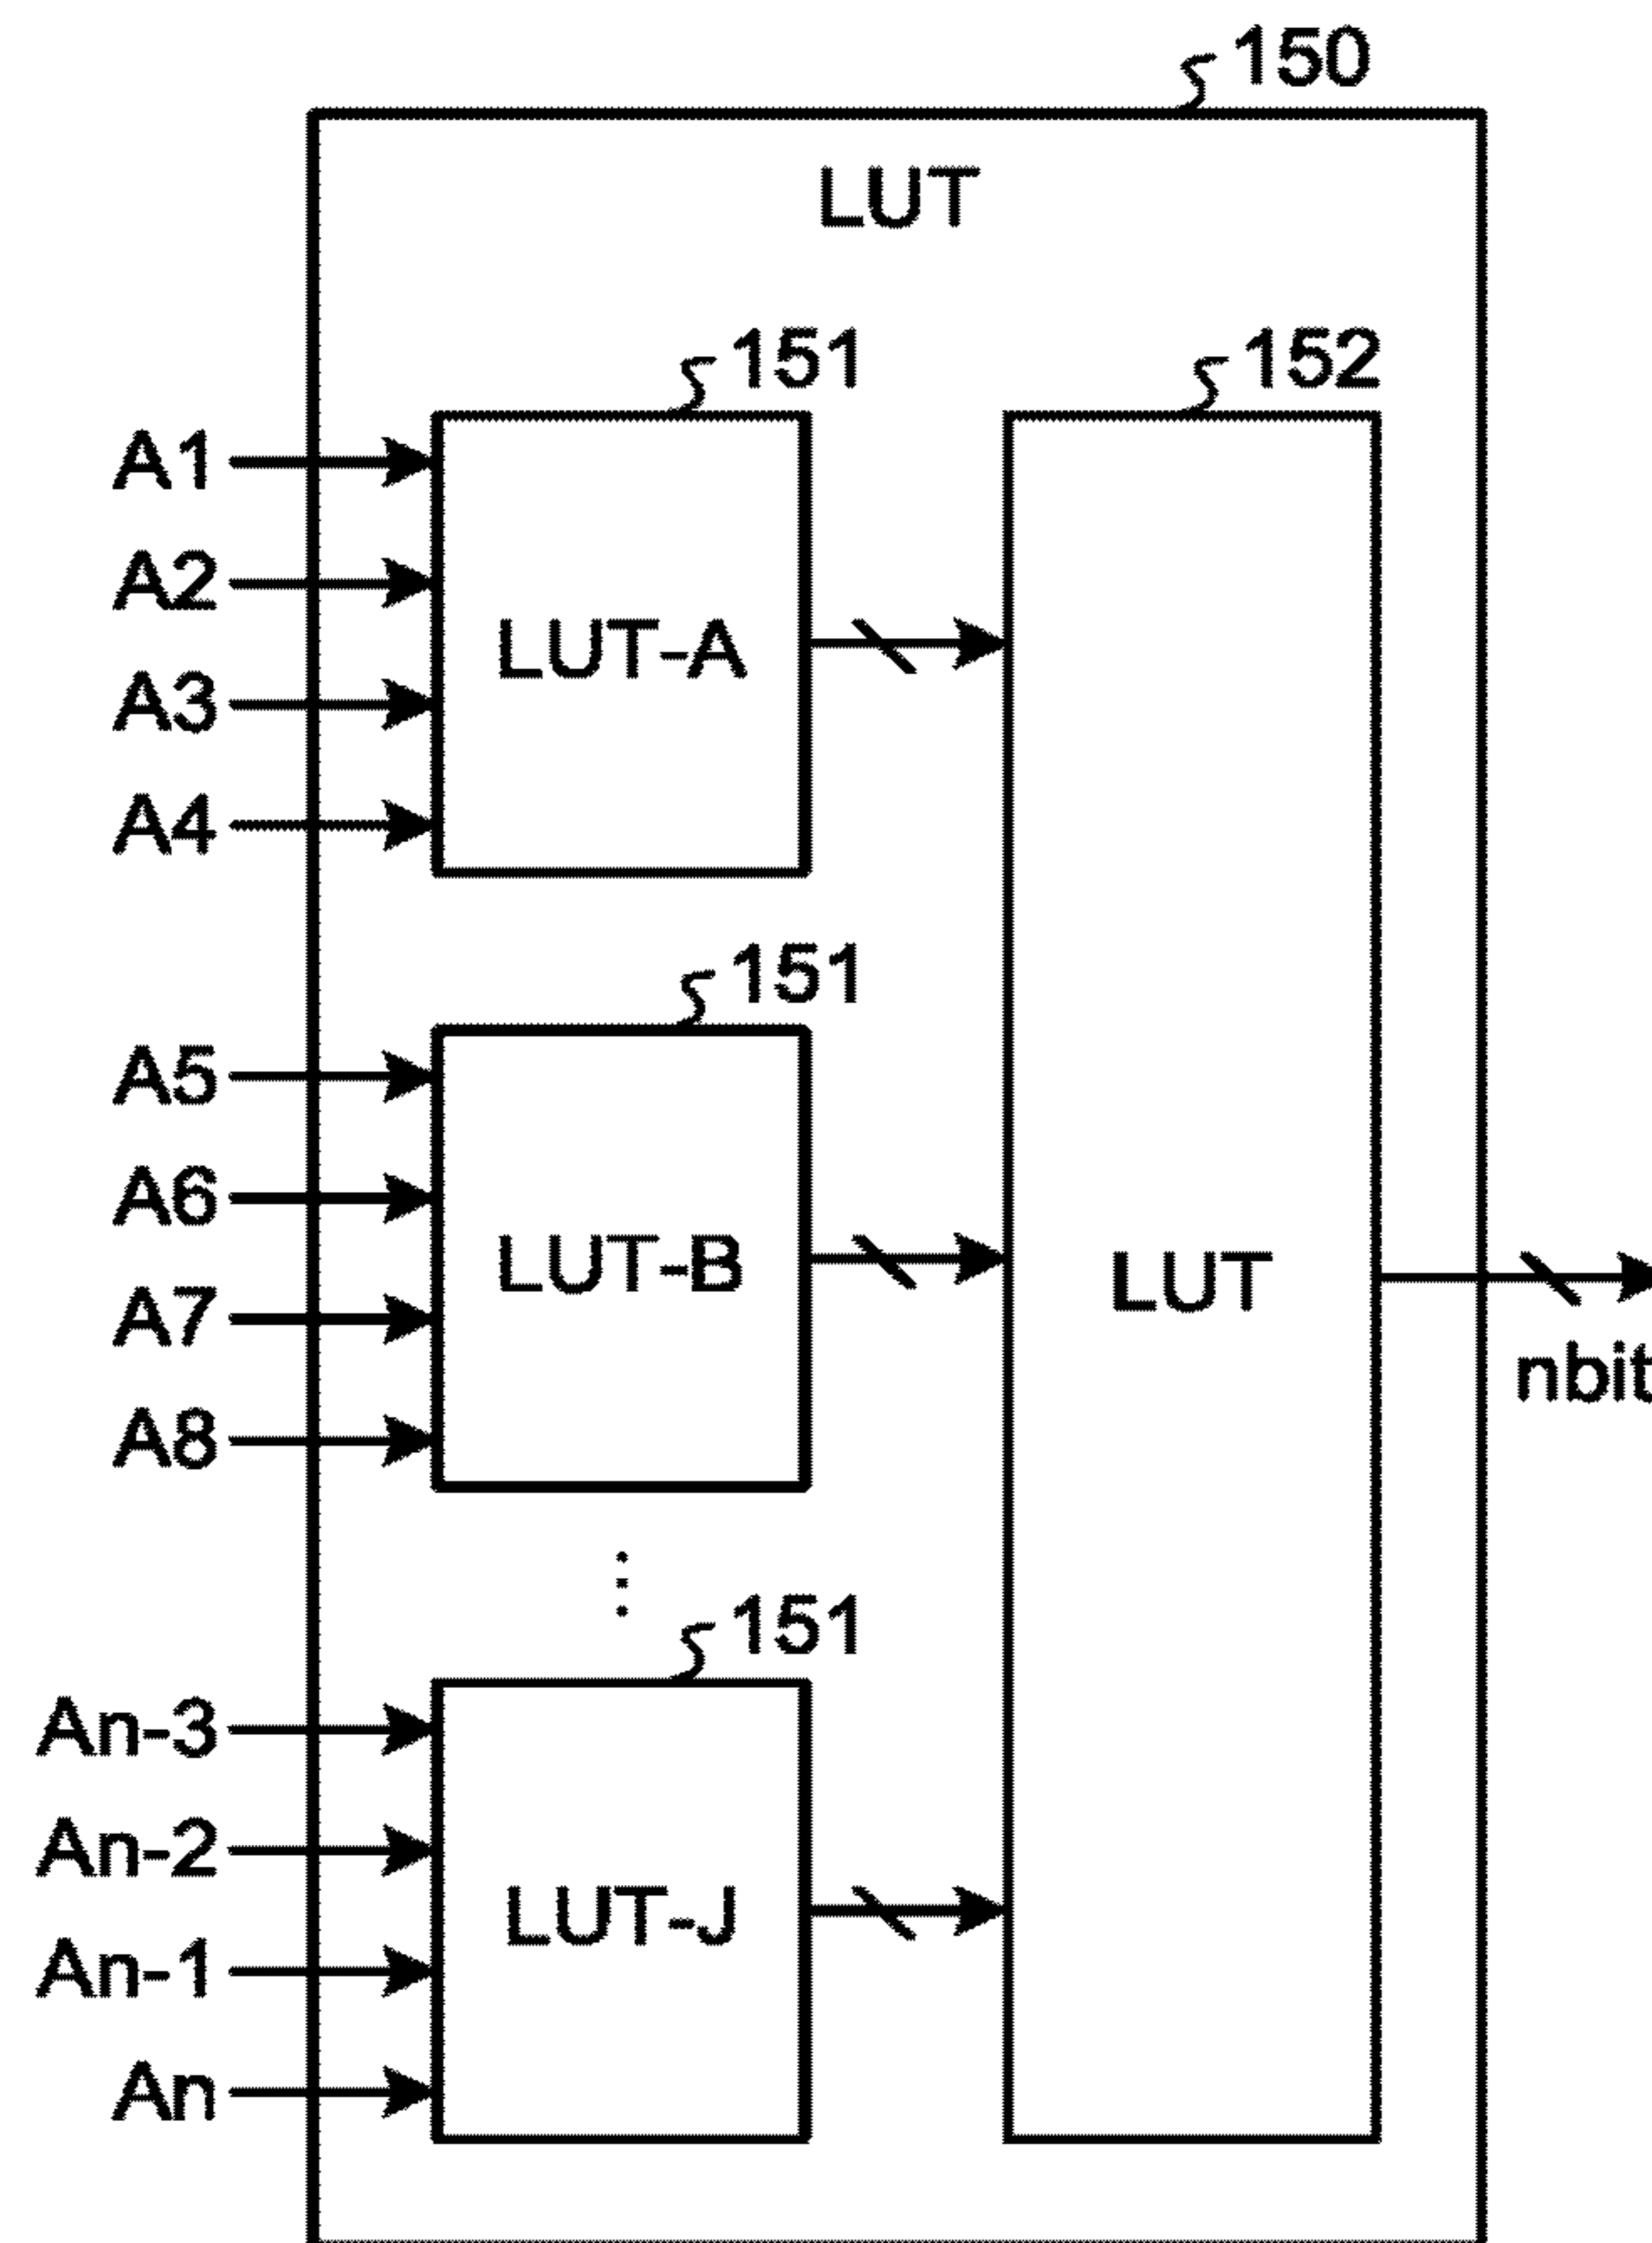 150
LUT
151
152
A1
A2
A3
A4
LUT-A
151
A5
A6
A7
A8
LUT-B
LUT
nbit
151
An-3
An-2
An-1
An
LUT-J